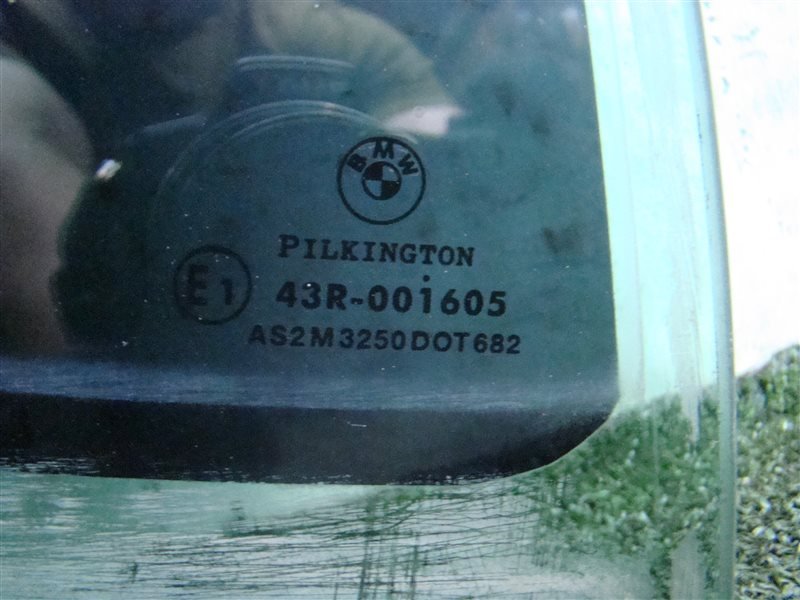 BMW
PILKINGTON
E1 43R-001605
AS2M3250DOT682